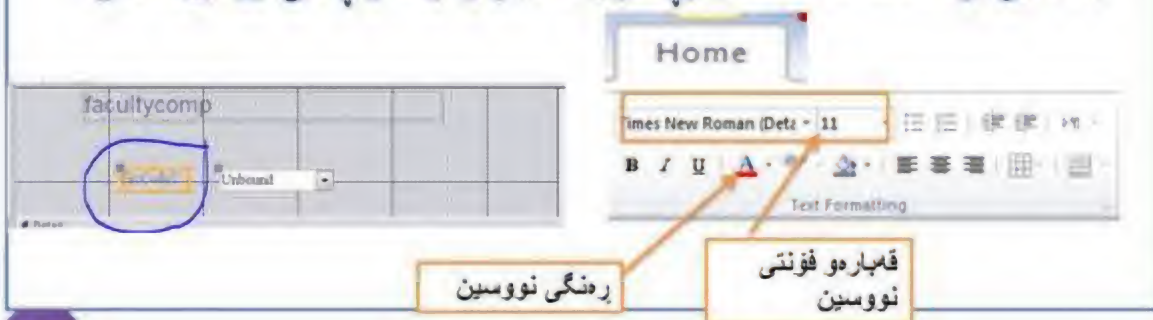 Home
facultycomp
Times New Roman (Deta
11
Unbound
B I U A
Text Formatting
ڕەنگی نووسین
قەبارەو فۆنتی
نووسین